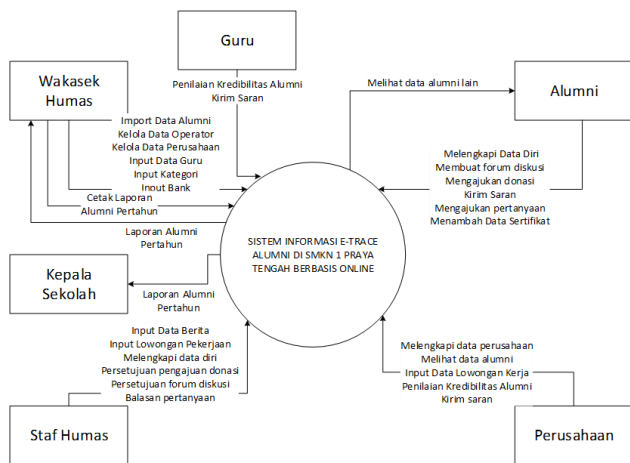 Guru
Penilaian Kredibilitas Alumni
Kirim Saran
Wakasek
Humas
Import Data Alumni
Kelola Data Operator
Kelola Data Perusahaan
Input Data Guru
Input Kategori
Inout Bank
Cetak Laporan
Alumni Pertahun
Laporan Alumni
Pertahun
Melihat data alumni lain
Alumni
Melengkapi Data Diri
Membuat forum diskusi
Mengajukan donasi
Kirim Saran
Mengajukan pertanyaan
Menambah Data Sertifikat
SISTEM INFORMASI E-TRACE
ALUMNI DI SMKN 1 PRAYA
TENGAH BERBASIS ONLINE
Kepala
Sekolah
Laporan Alumni
Pertahun
Input Data Berita
Input Lowongan Pekerjaan
Melengkapi data diri
Persetujuan pengajuan donasi
Persetujuan forum diskusi
Balasan pertanyaan
Staf Humas
Melengkapi data perusahaan
Melihat data alumni
Input Data Lowongan Kerja
Penilaian Kredibilitas Alumni
Kirim saran
Perusahaan